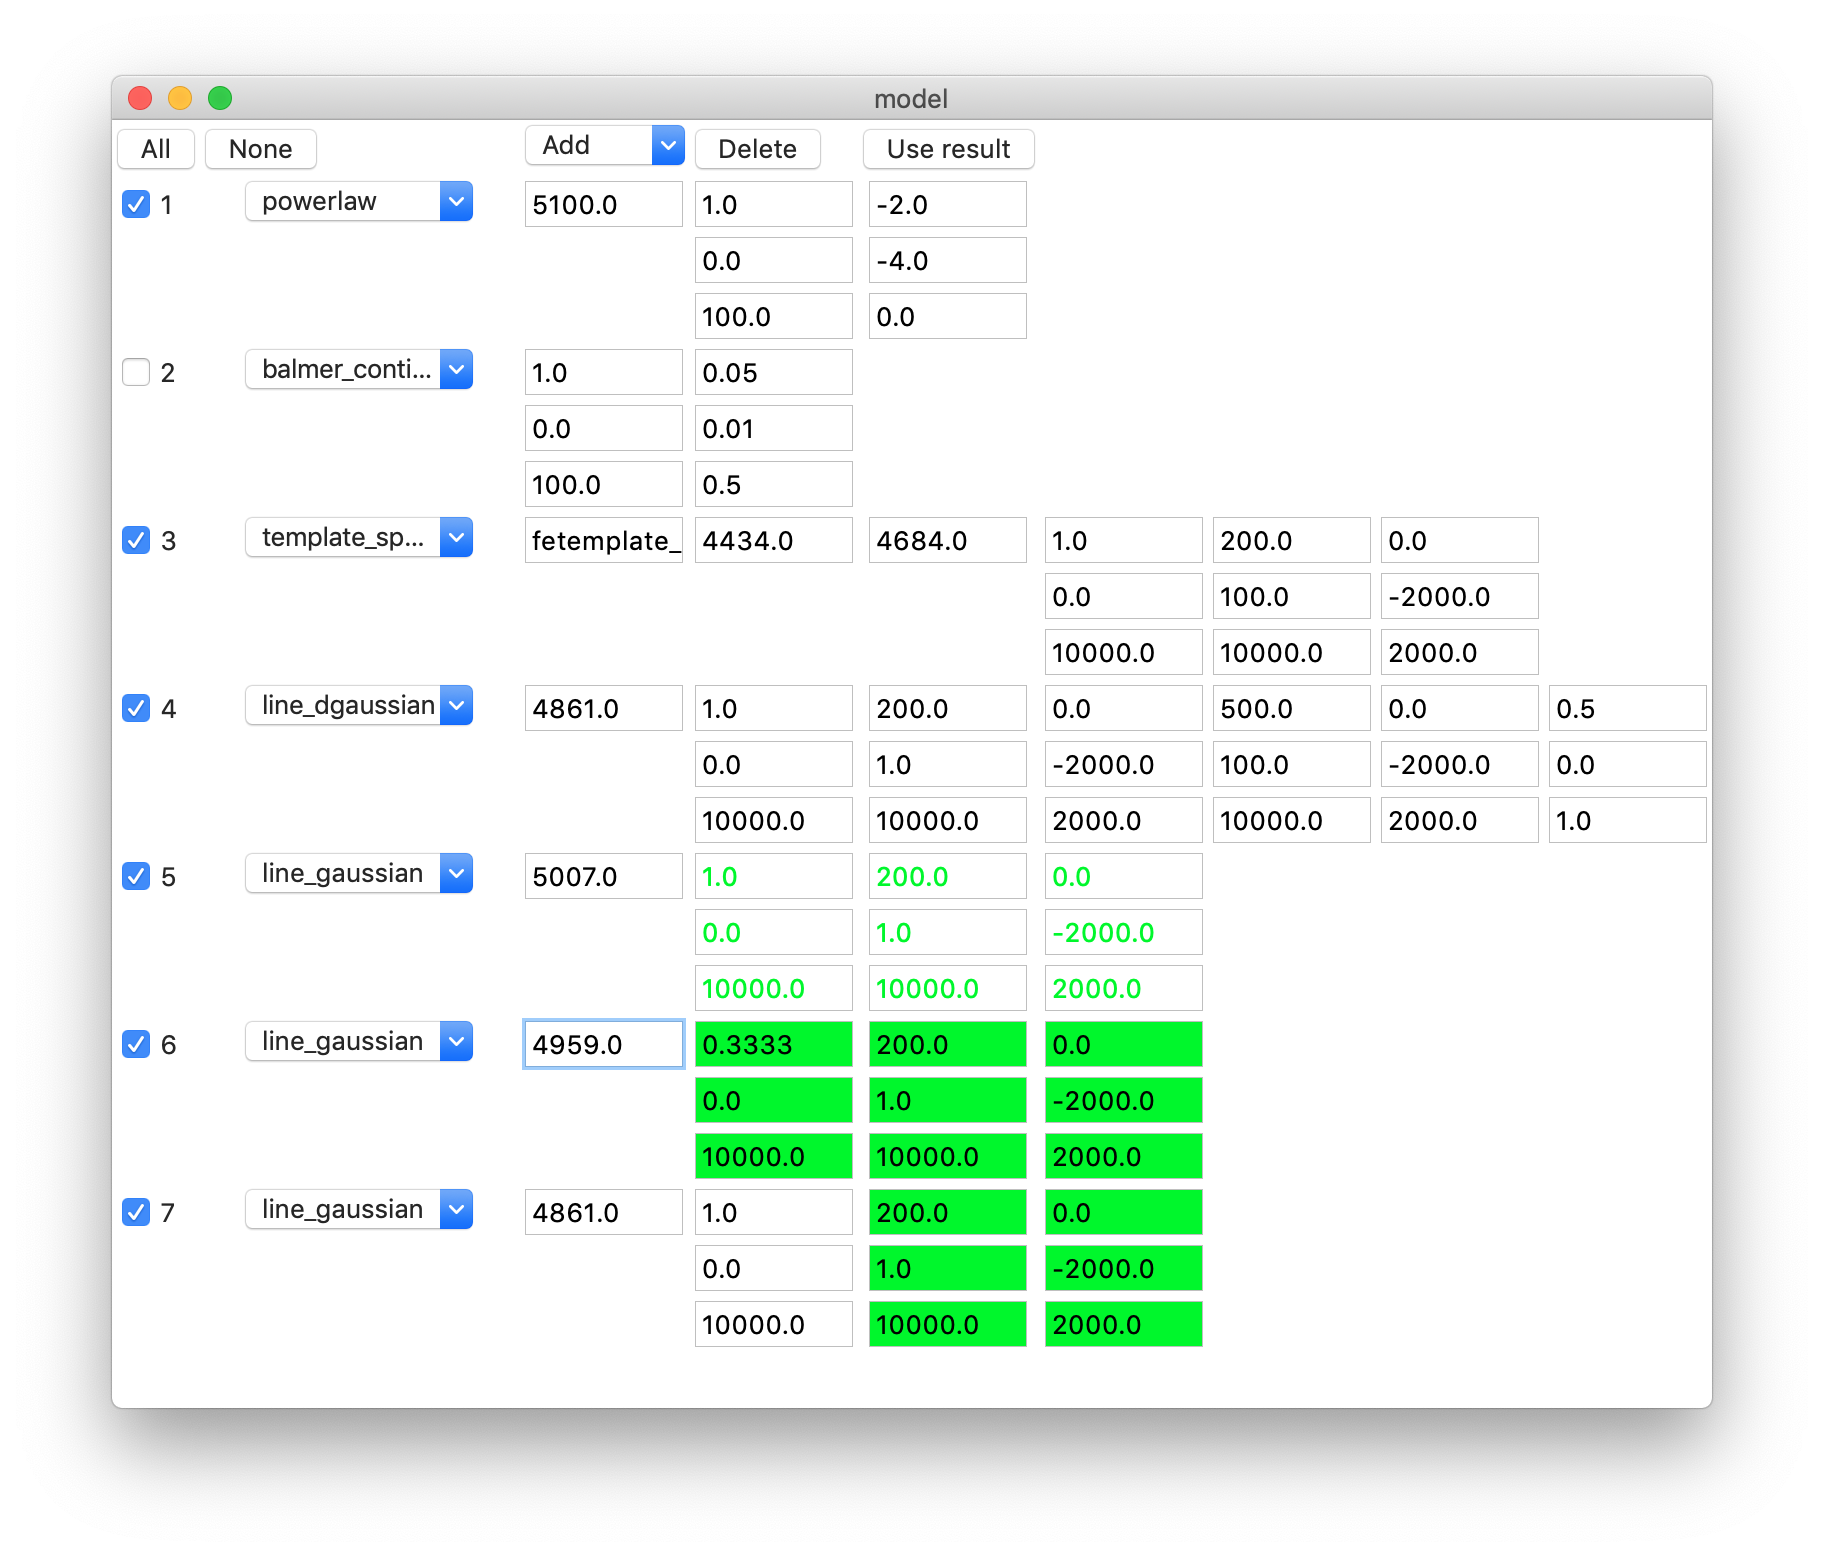 model
All None Add Delete Use result
1 powerlaw 5100.0 1.0 -2.0
0.0 -4.0
100.0 0.0
2 balmer_conti... 1.0 0.05
0.0 0.01
100.0 0.5
3 template_sp... fetemplate_ 4434.0 4684.0 1.0 200.0 0.0
0.0 100.0 -2000.0
10000.0 10000.0 2000.0
4 line_dgaussian 4861.0 1.0 200.0 0.0 500.0 0.0 0.5
0.0 1.0 -2000.0 100.0 -2000.0 0.0
10000.0 10000.0 2000.0 10000.0 2000.0 1.0
5 line_gaussian 5007.0 1.0 200.0 0.0
0.0 1.0 -2000.0
10000.0 10000.0 2000.0
6 line_gaussian 4959.0 0.3333 200.0 0.0
0.0 1.0 -2000.0
10000.0 10000.0 2000.0
7 line_gaussian 4861.0 1.0 200.0 0.0
0.0 1.0 -2000.0
10000.0 10000.0 2000.0